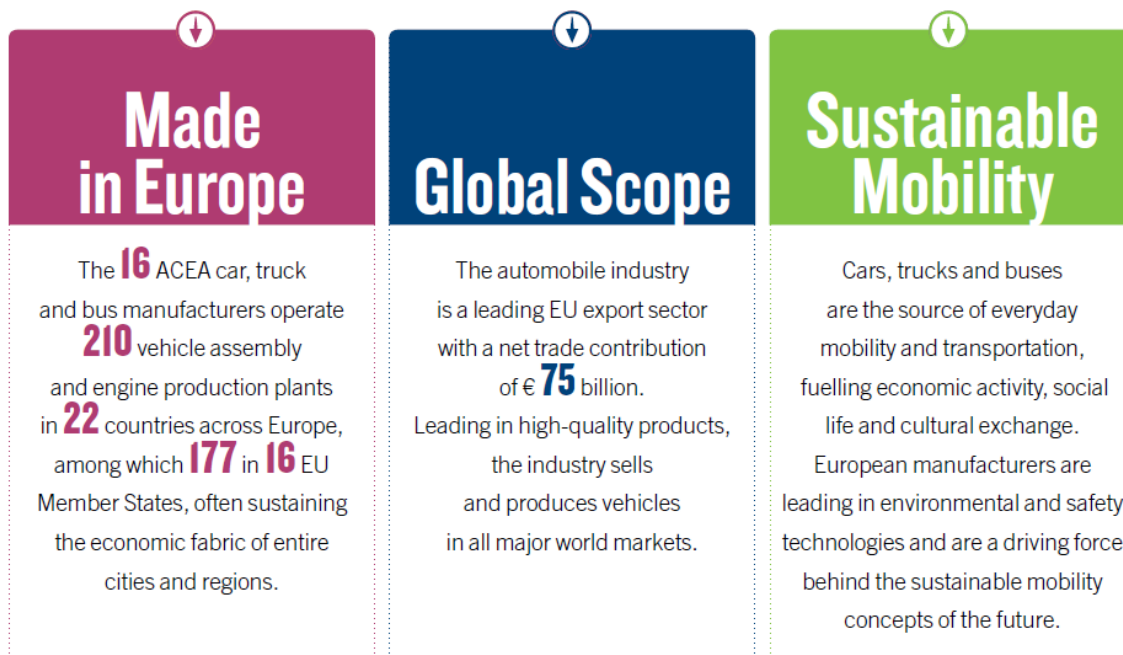 Made
in Europe
The 16 ACEA car, truck
and bus manufacturers operate
210 vehicle assembly
and engine production plants
in 22 countries across Europe,
among which 177 in 16 EU
Member States, often sustaining
the economic fabric of entire
cities and regions.
Global Scope
The automobile industry
is a leading EU export sector
with a net trade contribution
of € 75 billion.
Leading in high-quality products,
the industry sells
and produces vehicles
in all major world markets.
Sustainable
Mobility
Cars, trucks and buses
are the source of everyday
mobility and transportation,
fuelling economic activity, social
life and cultural exchange.
European manufacturers are
leading in environmental and safety
technologies and are a driving force
behind the sustainable mobility
concepts of the future.